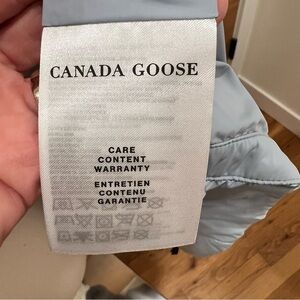 CANADA GOOSE
CARE
CONTENT
WARRANTY
ENTRETIEN
CONTENU
GARANTIE